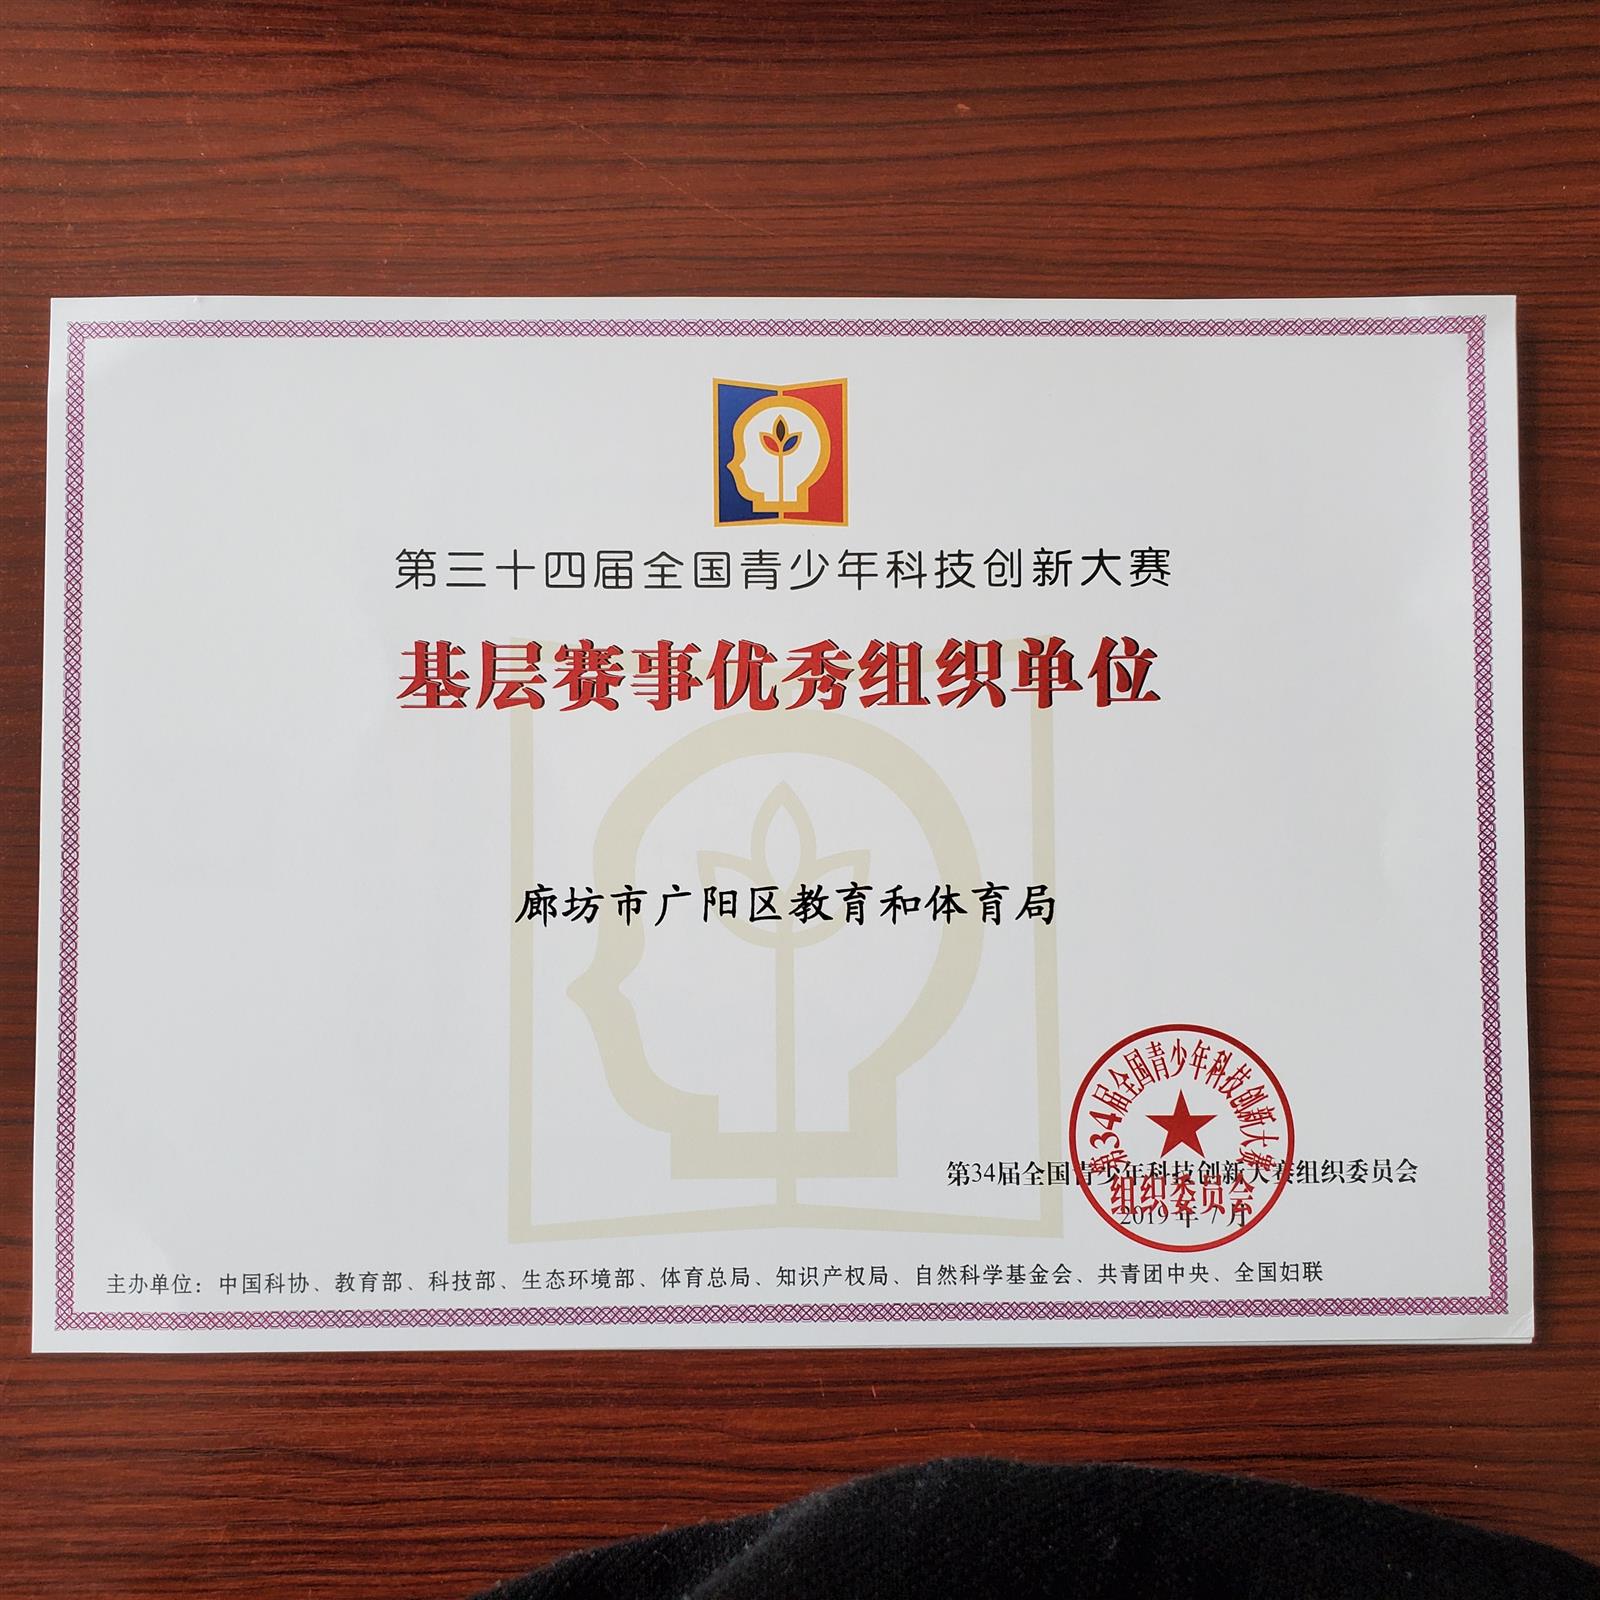 第三十四届全国青少年科技创新大赛
基层赛事优秀组织单位
廊坊市广阳区教育和体育局
第34届全国青少年科技创新大赛
组织委员会
第34届全国青少年科技创新大赛组织委员会
2019年7月
主办单位：中国科协、教育部、科技部、生态环境部、体育总局、知识产权局、自然科学基金会、共青团中央、全国妇联